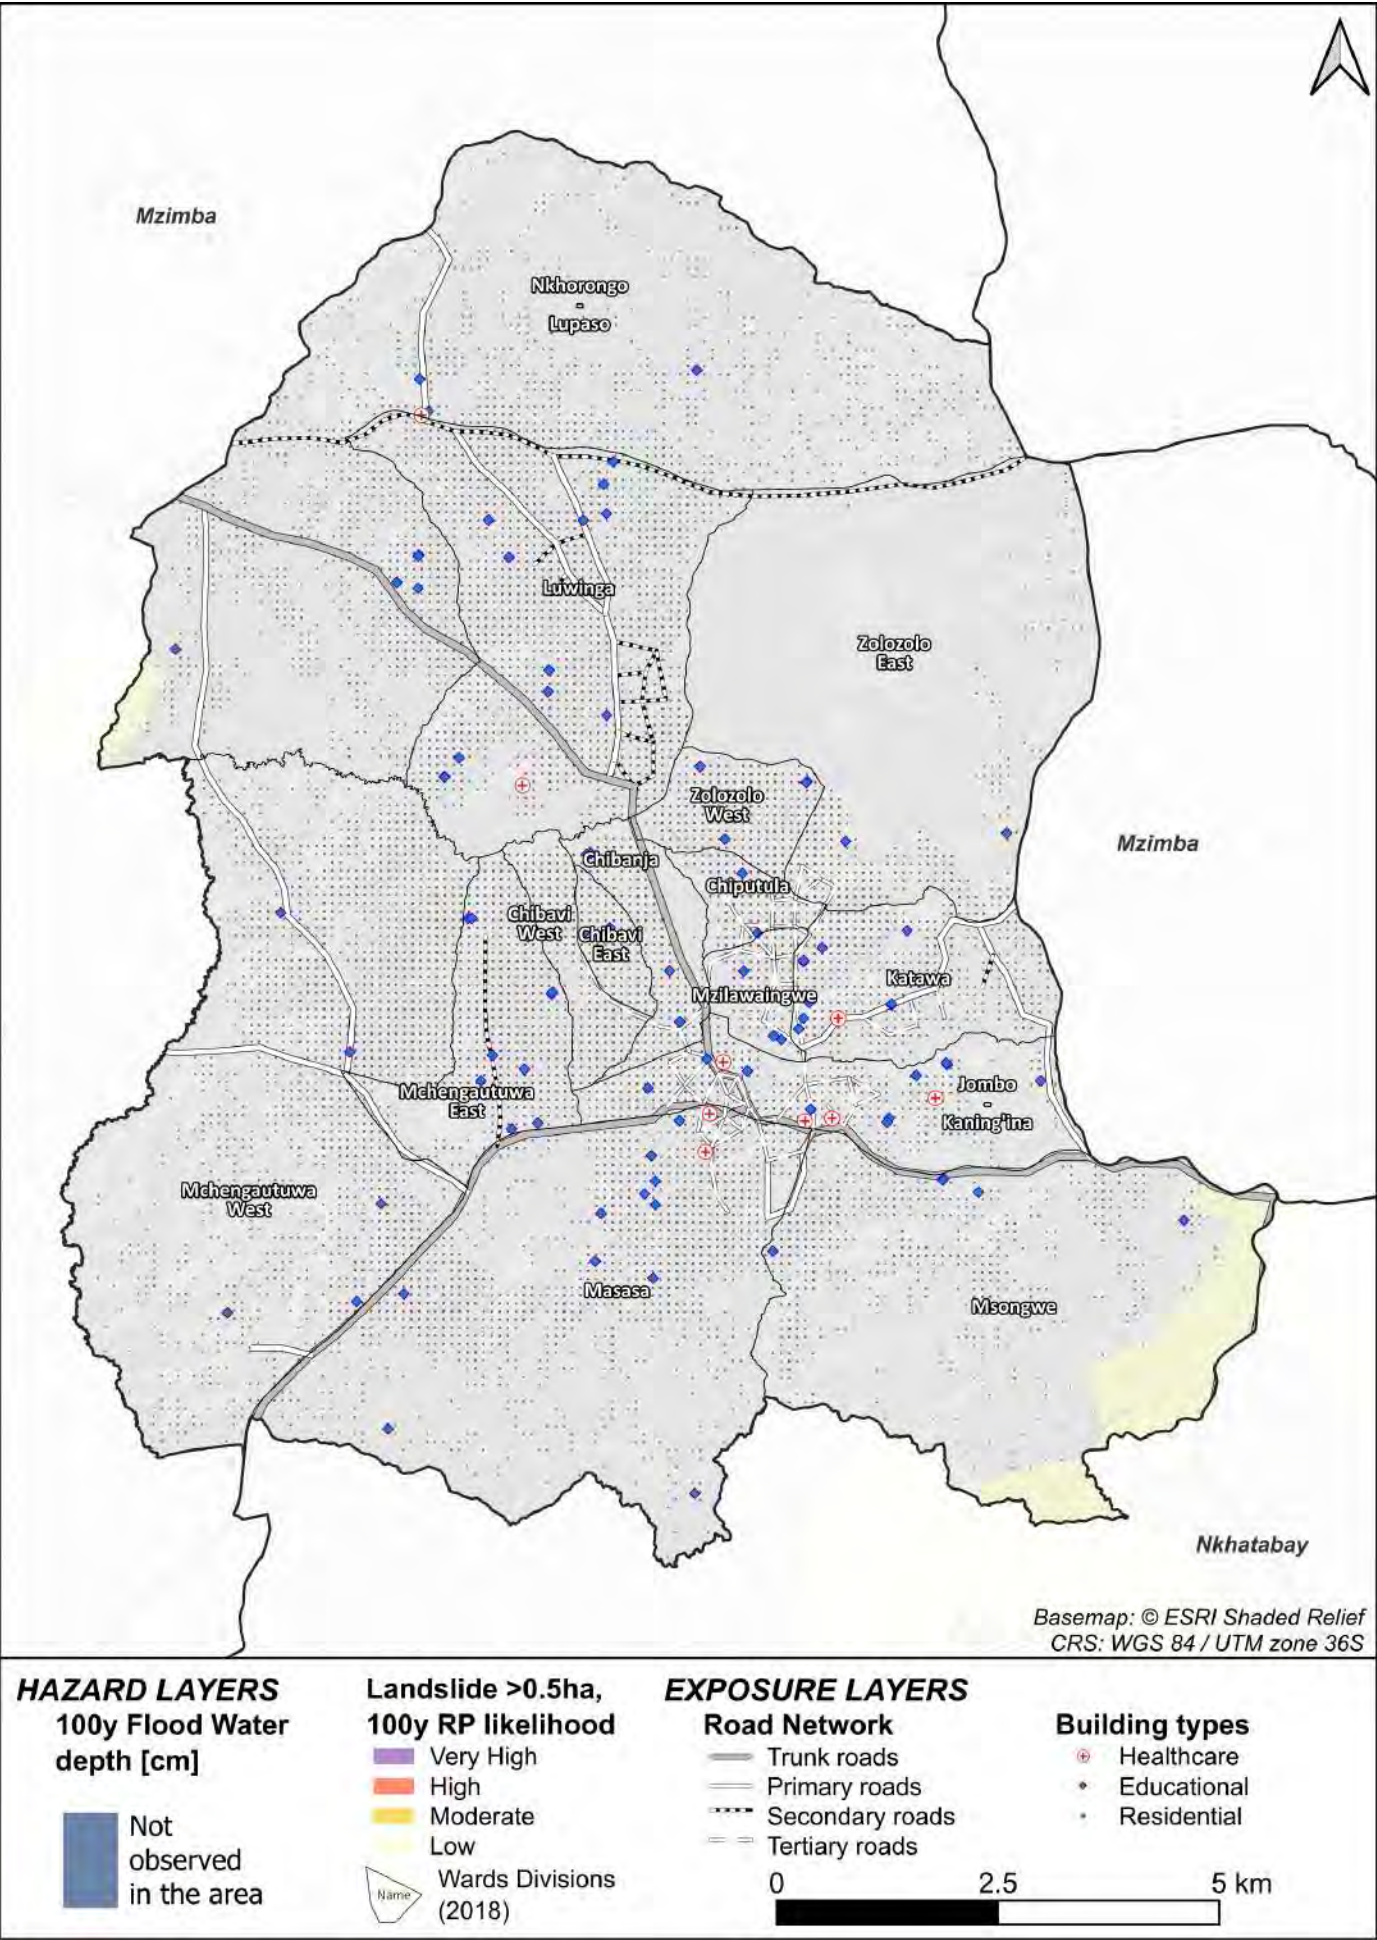 Mzimba
Nkhorongo
-
Lupaso
Luwinga
Zolozolo
East
Zolozolo
West
Mzimba
Chibanja
Chiputula
Chibavi
West
Chibavi
East
Katawa
Mzilawaingwe
Mchengautuwa
East
Jombo
-
Kaning'ina
Mchengautuwa
West
Masasa
Msongwe
Nkhatabay
Basemap: © ESRI Shaded Relief
CRS: WGS 84 / UTM zone 36S
HAZARD LAYERS
100y Flood Water
depth [cm]
Not
observed
in the area
Landslide >0.5ha,
100y RP likelihood
Very High
High
Moderate
Low
Name
Wards Divisions
(2018)
EXPOSURE LAYERS
Road Network
Trunk roads
Primary roads
Secondary roads
Tertiary roads
Building types
Healthcare
Educational
Residential
0 2.5 5 km